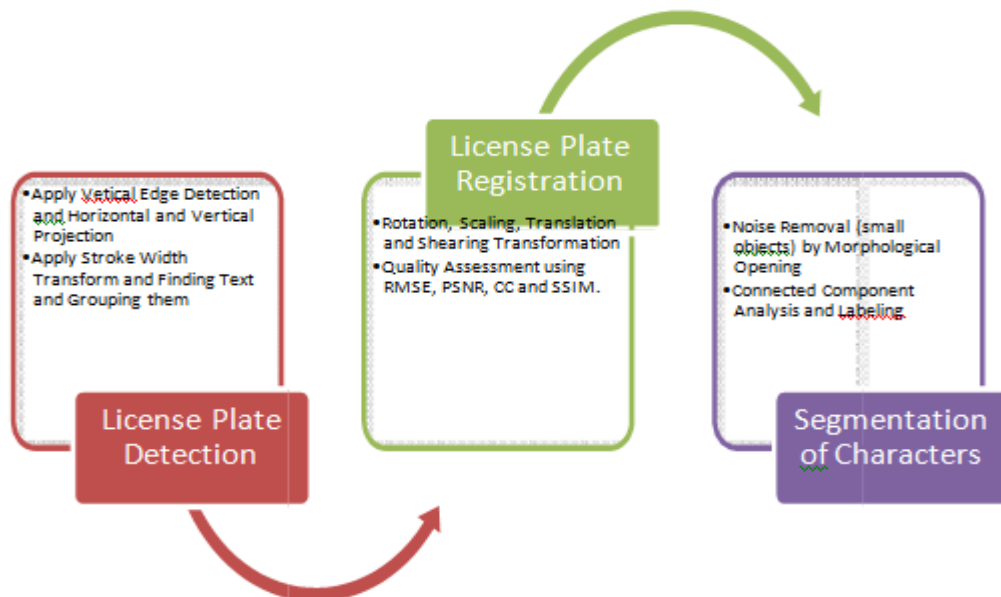 •Apply Vetical Edge Detection
and Horizontal and Vertical
Projection
•Apply Stroke Width
Transform and Finding Text
and Grouping them
License Plate
Detection
License Plate
Registration
•Rotation, Scaling, Translation
and Shearing Transformation
•Quality Assessment using
RMSE, PSNR, CC and SSIM.
•Noise Removal (small
objects) by Morphological
Opening
•Connected Component
Analysis and Labeling
Segmentation
of Characters